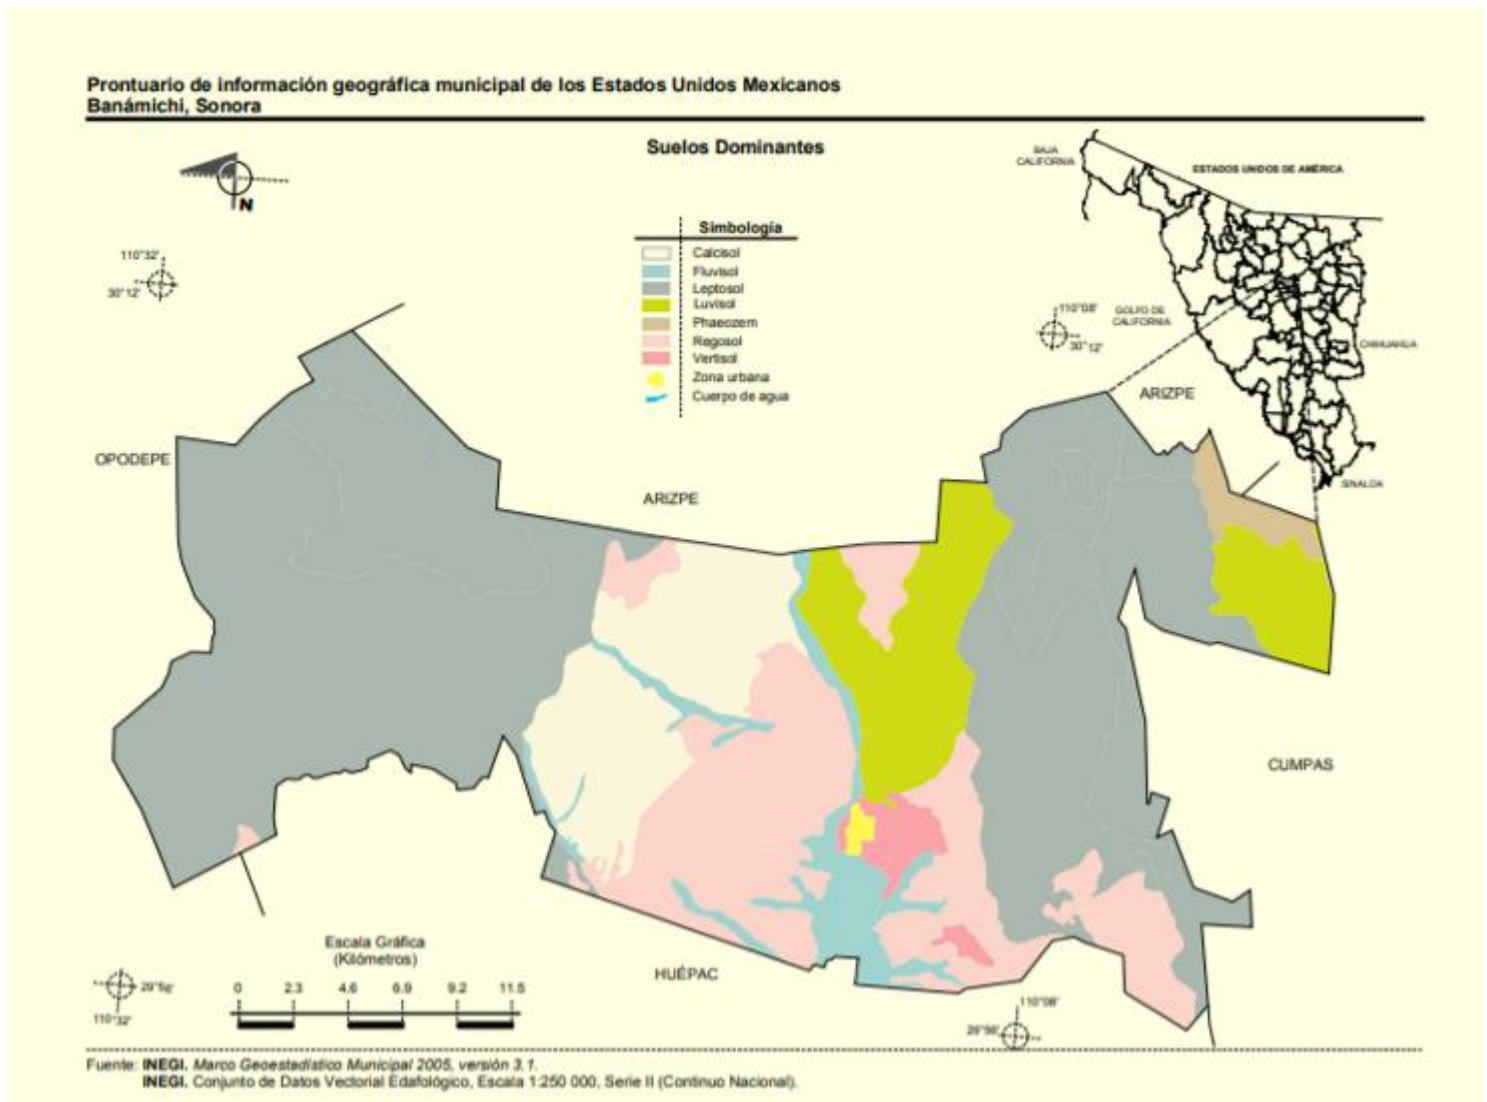 Prontuario de información geográfica municipal de los Estados Unidos Mexicanos
Banámichi, Sonora
Suelos Dominantes
N
BAJA
CALIFORNIA
ESTADOS UNIDOS DE AMÉRICA
Simbología
Calcisol
Fluvisol
Leptosol
Luvisol
Phaeozem
Regosol
Vertisol
Zona urbana
Cuerpo de agua
110°32'
30°12'
110°08'
30°12'
GOLFO DE
CALIFORNIA
CHIHUAHUA
SINALOA
ARIZPE
OPODEPE
ARIZPE
CUMPAS
HUÉPAC
Escala Gráfica
(Kilómetros)
0 2.3 4.6 6.9 9.2 11.5
29°56'
110°32'
110°08'
29°56'
Fuente: INEGI. Marco Geoestadístico Municipal 2005, versión 3.1.
INEGI. Conjunto de Datos Vectorial Edafológico, Escala 1:250 000, Serie II (Continuo Nacional).